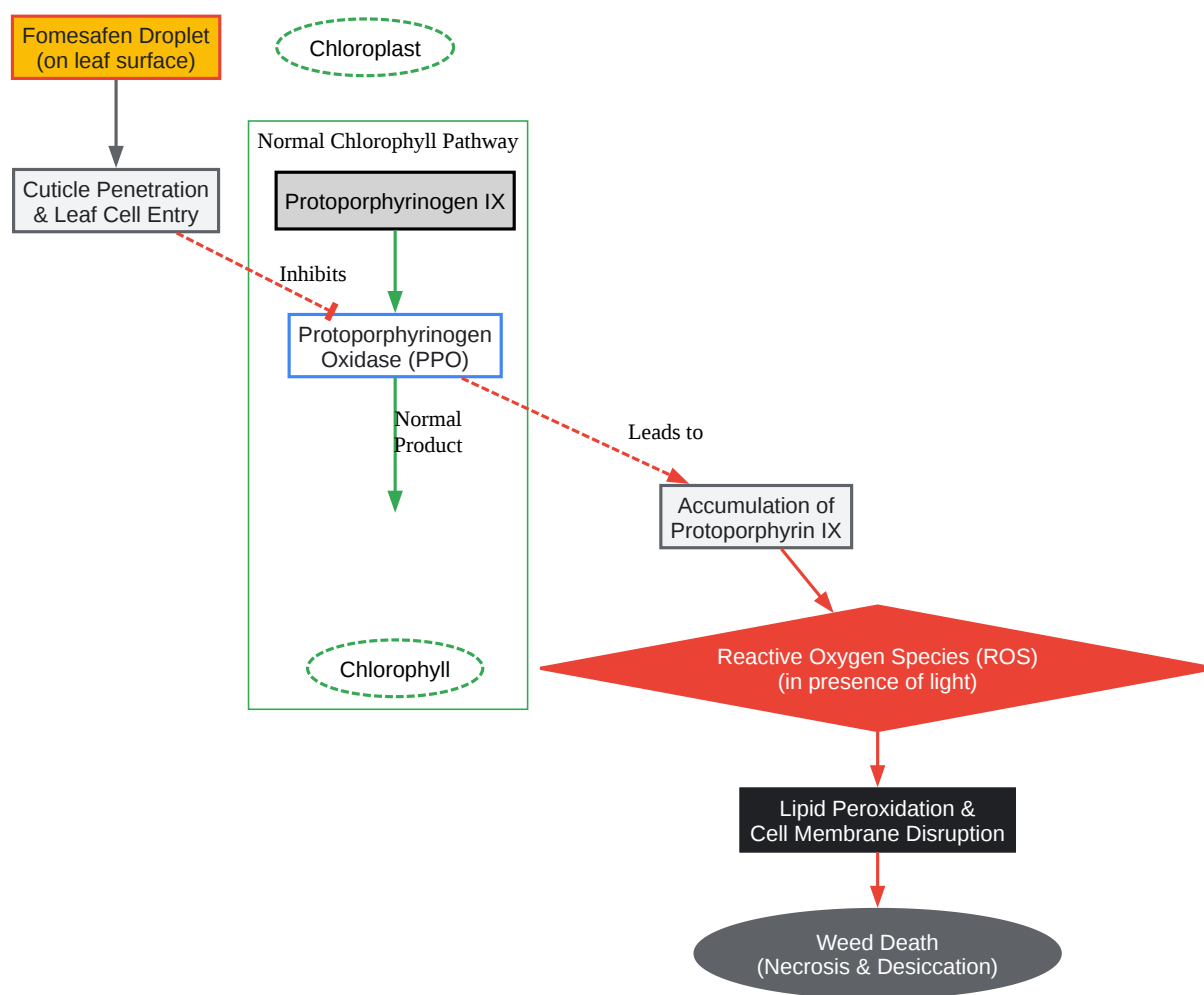 Fomesafen Droplet
(on leaf surface)
Chloroplast
Normal Chlorophyll Pathway
Cuticle Penetration
& Leaf Cell Entry
Protoporphyrinogen IX
Inhibits
Protoporphyrinogen
Oxidase (PPO)
Normal
Product
Leads to
Accumulation of
Protoporphyrin IX
Chlorophyll
Reactive Oxygen Species (ROS)
(in presence of light)
Lipid Peroxidation &
Cell Membrane Disruption
Weed Death
(Necrosis & Desiccation)